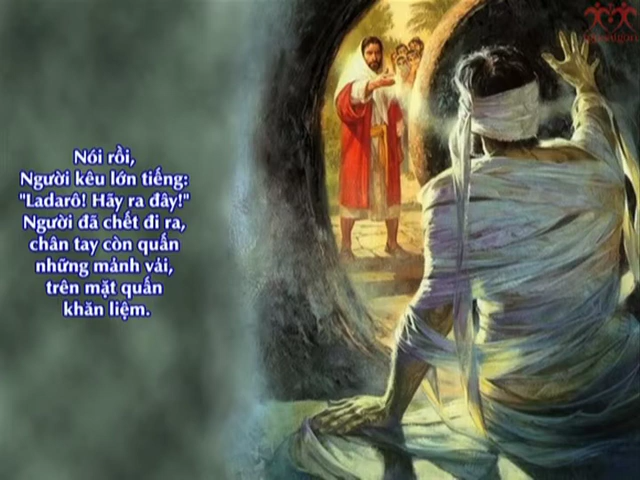 Nói rồi,
Người kêu lớn tiếng:
"Ladarô! Hãy ra đây!"
Người đã chết đi ra,
chân tay còn quấn
những mảnh vải,
trên mặt quấn
khăn liệm.